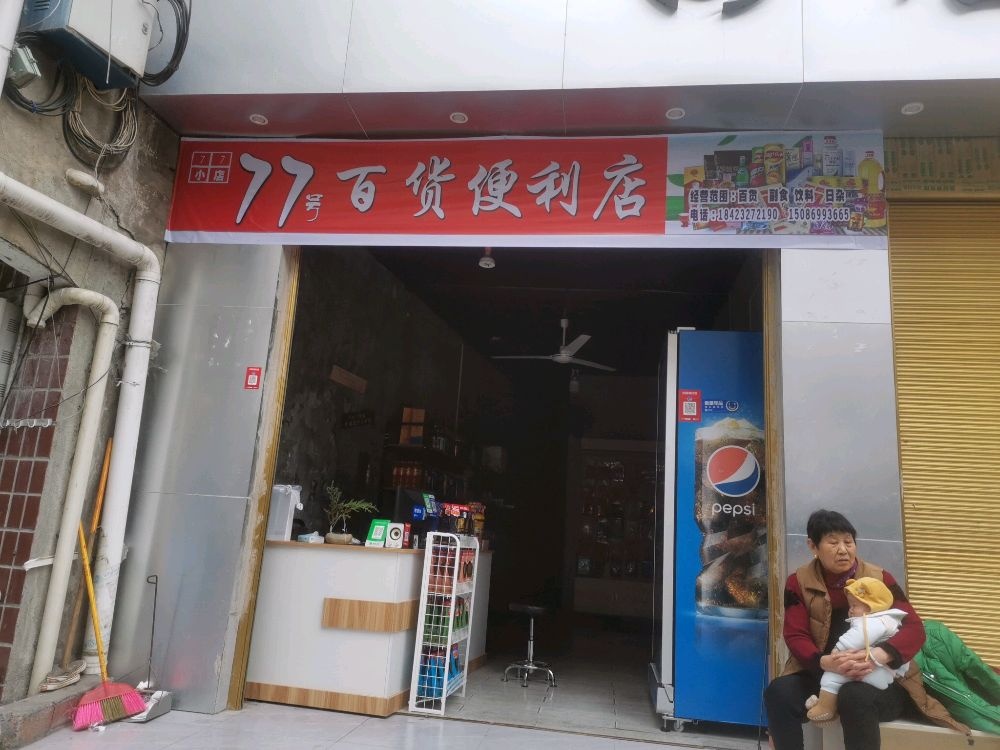 77
小店
77号百货便利店
经营范围:百货 副食 饮料 日杂
电话:18423272190 15086993665
pepsi